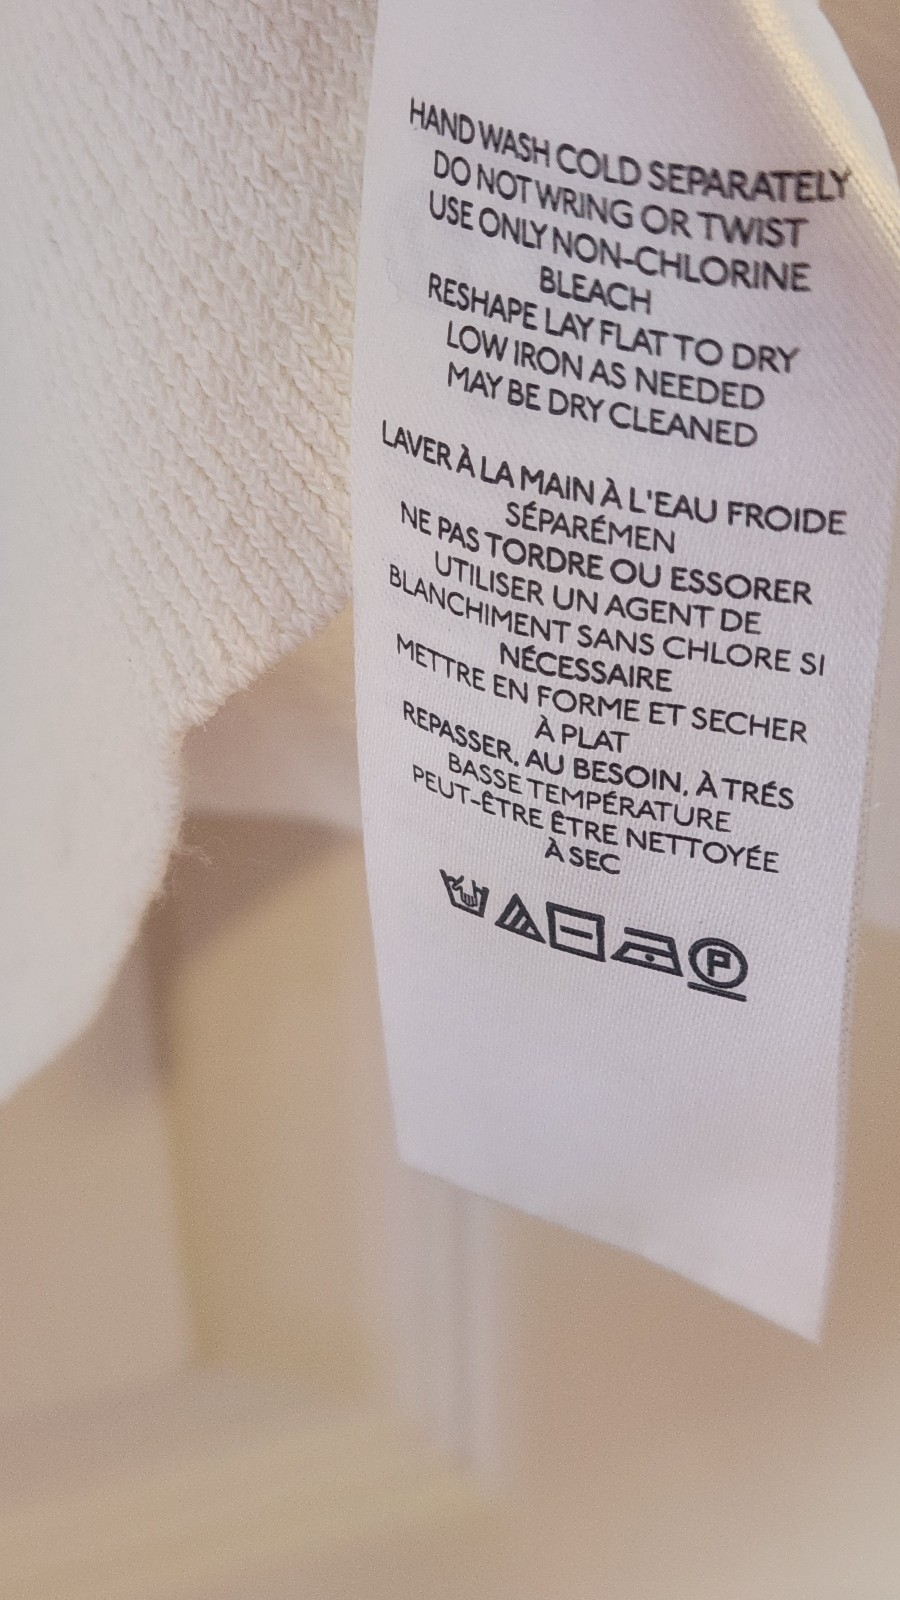 HAND WASH COLD SEPARATELY
DO NOT WRING OR TWIST
USE ONLY NON-CHLORINE
BLEACH
RESHAPE LAY FLAT TO DRY
LOW IRON AS NEEDED
MAY BE DRY CLEANED
LAVER À LA MAIN À L'EAU FROIDE
SÉPARÉMEN
NE PAS TORDRE OU ESSORER
UTILISER UN AGENT DE
BLANCHIMENT SANS CHLORE SI
NÉCESSAIRE
METTRE EN FORME ET SECHER
À PLAT
REPASSER, AU BESOIN, À TRÉS
BASSE TEMPÉRATURE
PEUT-ÊTRE ÊTRE NETTOYÉE
À SEC
P